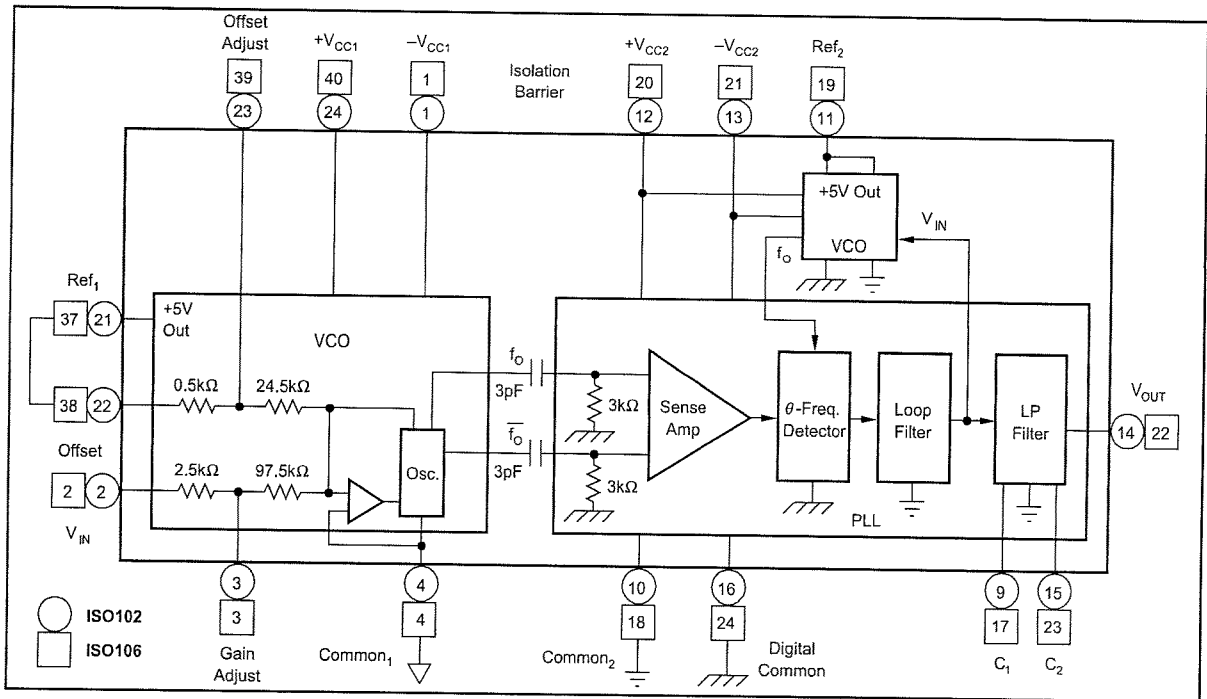 Offset
Adjust
+VCC1
–VCC1
Isolation
Barrier
+VCC2
–VCC2
Ref2
39
40
1
20
21
19
23
24
1
12
13
11
+5V Out
VCO
VIN
fO
Ref1
37
21
38
22
Offset
2
2
VIN
+5V
Out
VCO
0.5kΩ
24.5kΩ
2.5kΩ
97.5kΩ
Osc.
fO
3pF
fO
3pF
3kΩ
3kΩ
Sense
Amp
θ-Freq.
Detector
Loop
Filter
LP
Filter
PLL
VOUT
14
22
3
3
Gain
Adjust
4
4
Common1
10
18
Common2
16
24
Digital
Common
9
17
C1
15
23
C2
ISO102
ISO106